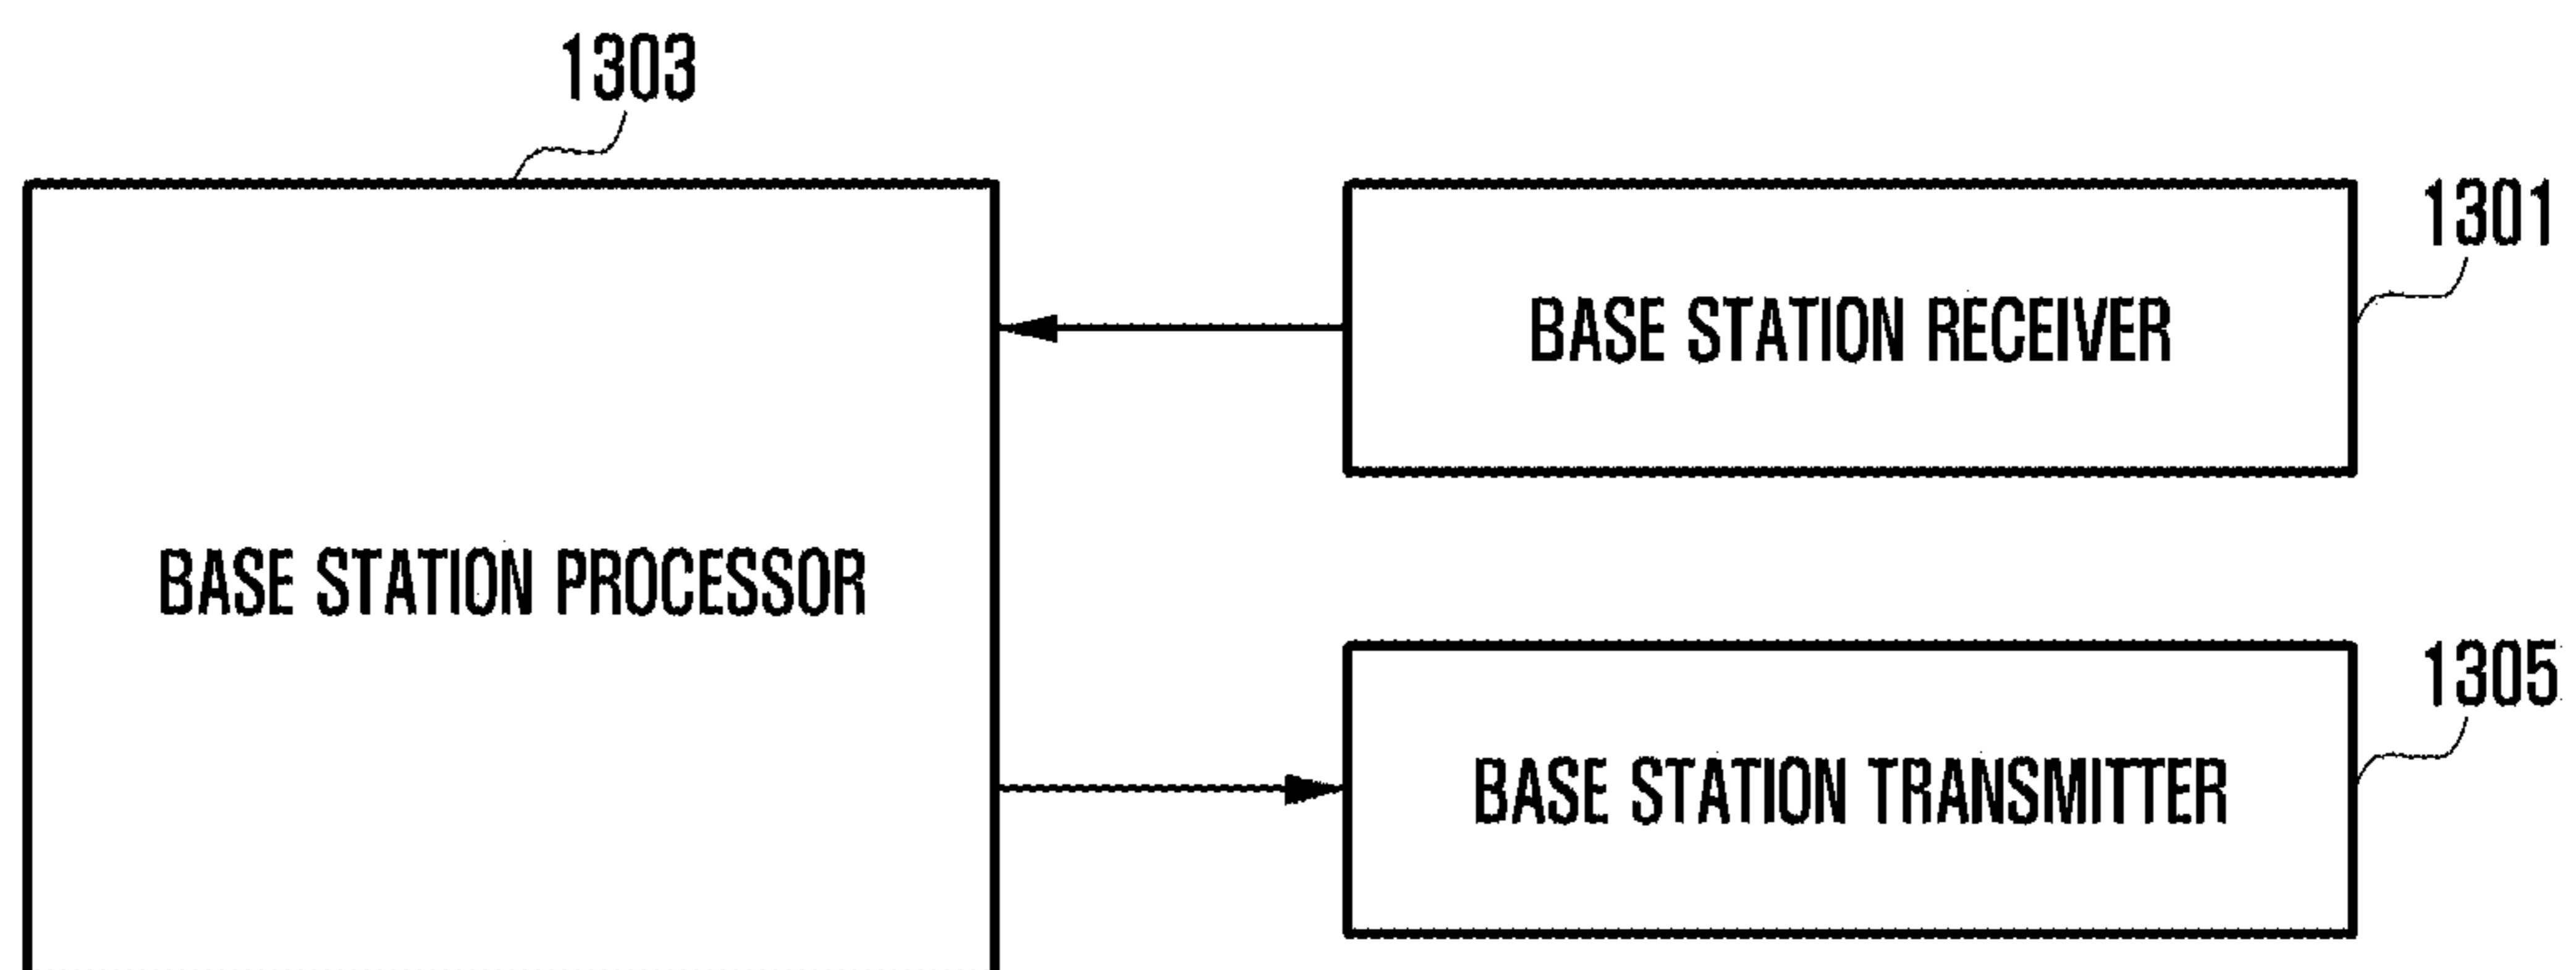 1303
1301
BASE STATION RECEIVER
BASE STATION PROCESSOR
1305
BASE STATION TRANSMITTER